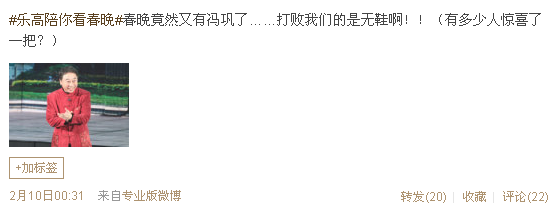 #乐高陪你看春晚#春晚竟然又有冯巩了……打败我们的是无鞋啊！！（有多少人惊喜了
一把？）
+加标签
2月10日00:31 来自专业版微博 转发(20) | 收藏 | 评论(22)